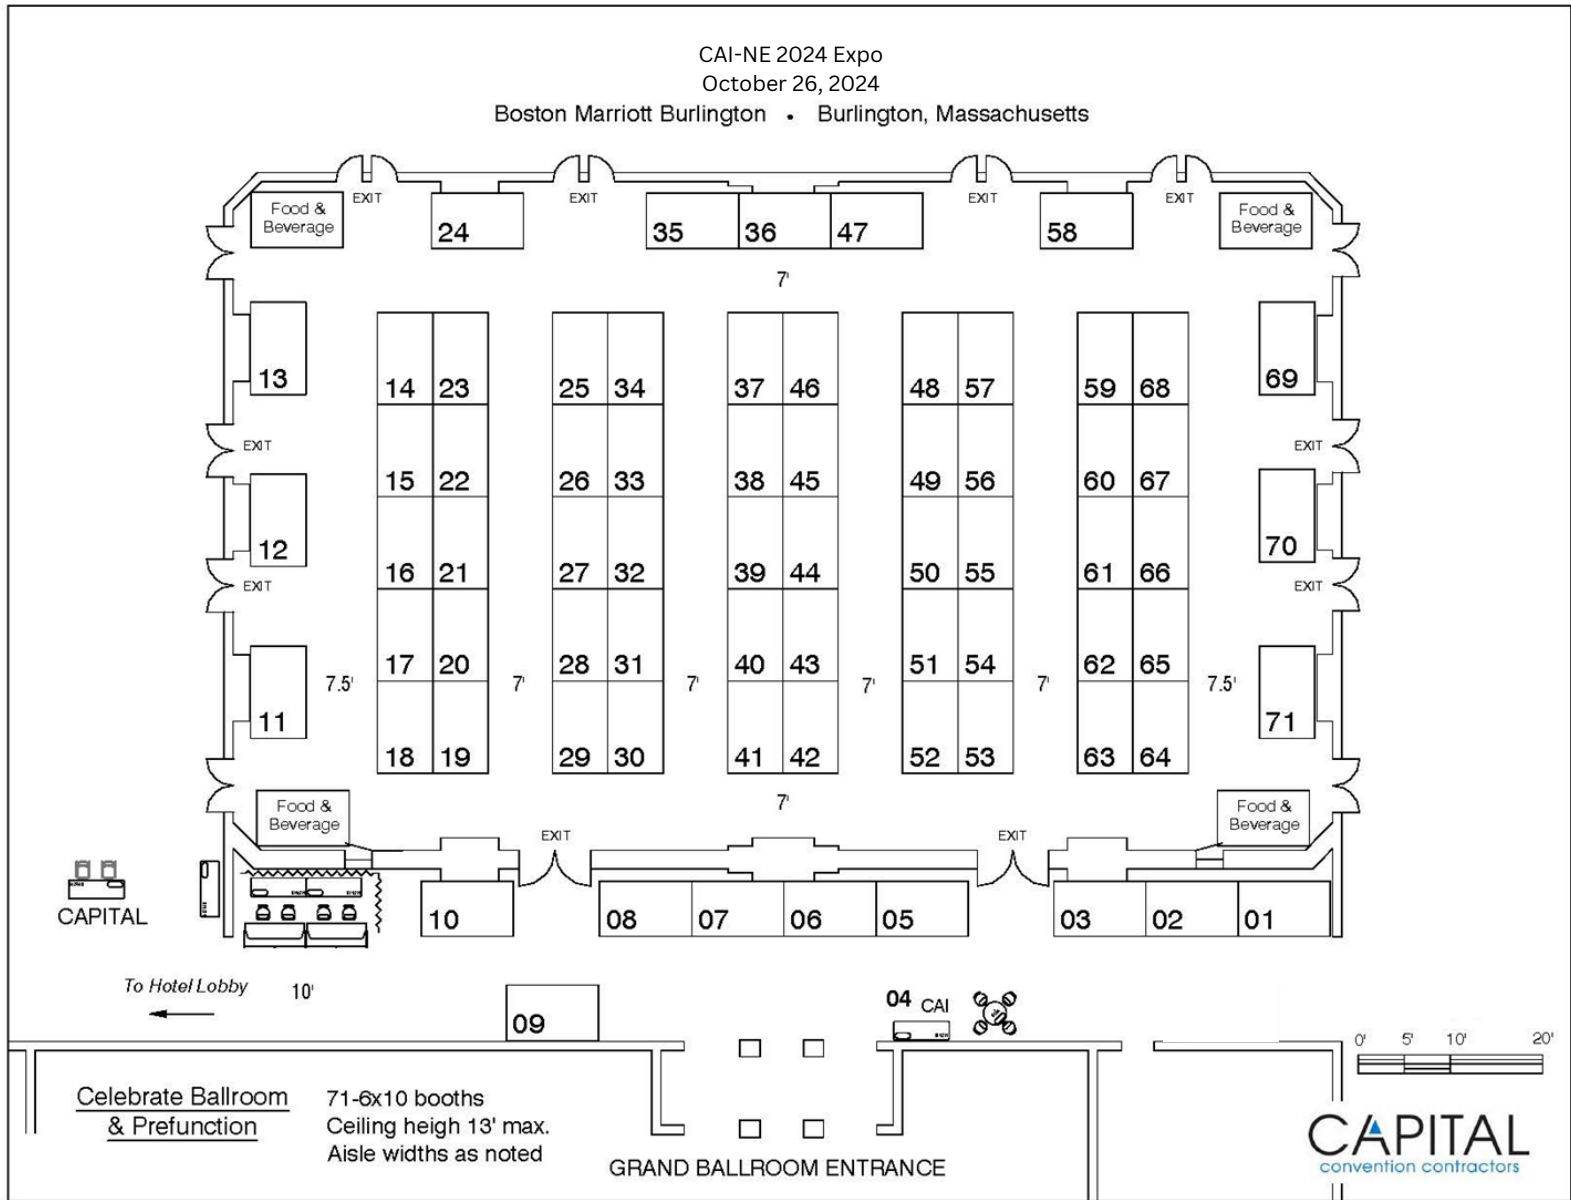 CAI-NE 2024 Expo
October 26, 2024
Boston Marriott Burlington • Burlington, Massachusetts
EXIT EXIT EXIT EXIT
Food & Beverage
24
35 36 47
58
Food & Beverage
7'
13
14 23 25 34 37 46 48 57 59 68
69
EXIT EXIT
15 22 26 33 38 45 49 56 60 67
12
70
16 21 27 32 39 44 50 55 61 66
EXIT EXIT
17 20 28 31 40 43 51 54 62 65
7.5' 7' 7' 7' 7' 7.5'
11
71
18 19 29 30 41 42 52 53 63 64
7'
Food &
Beverage
Food &
Beverage
EXIT EXIT
CAPITAL
10 08 07 06 05 03 02 01
To Hotel Lobby 10'
04 CAI
09
0' 5' 10' 20'
Celebrate Ballroom
& Prefunction
71-6x10 booths
Ceiling heigh 13' max.
Aisle widths as noted
GRAND BALLROOM ENTRANCE
CAPITAL
convention contractors